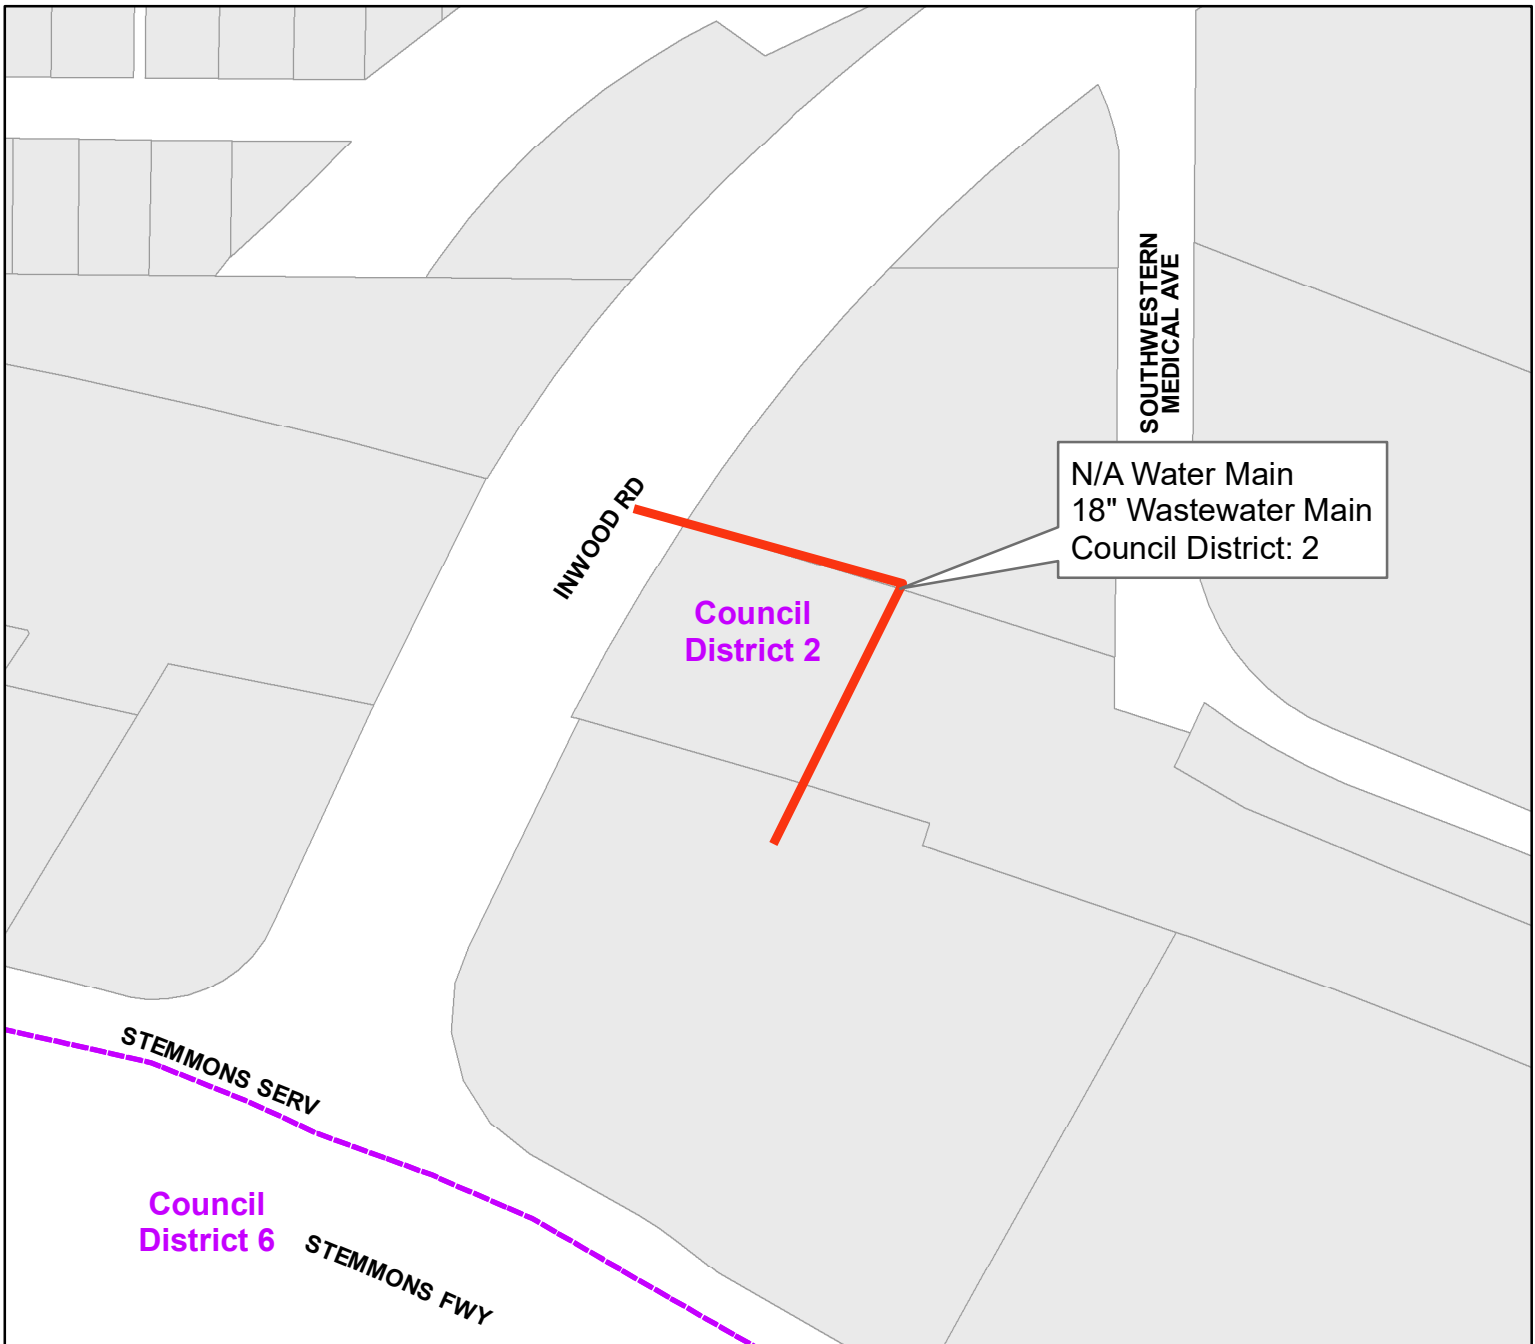 SOUTHWESTERN
MEDICAL AVE
N/A Water Main
18" Wastewater Main
Council District: 2
INWOOD RD
Council
District 2
STEMMONS SERV
Council
District 6
STEMMONS FWY